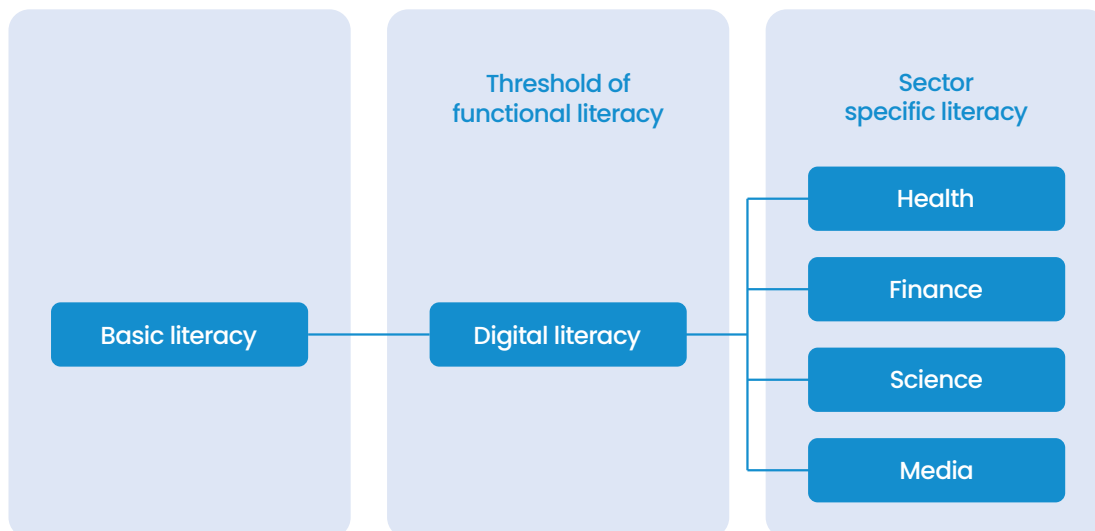 Threshold of
functional literacy
Sector
specific literacy
Health
Finance
Basic literacy
Digital literacy
Science
Media